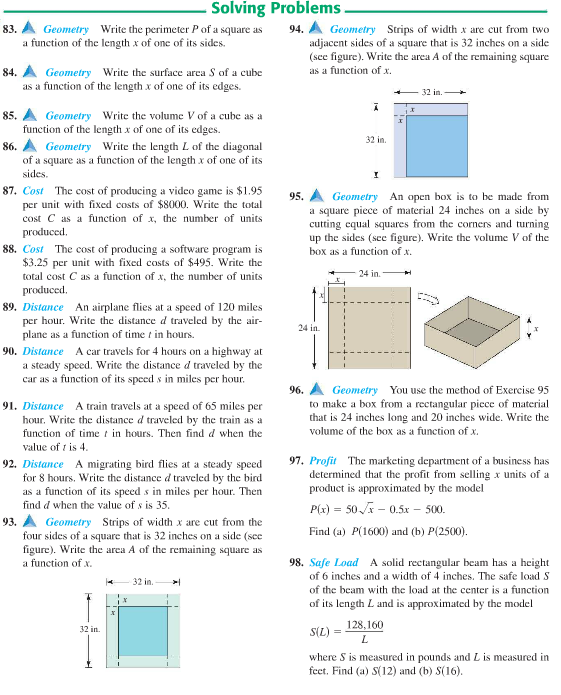 Solving Problems
83. Geometry Write the perimeter P of a square as
a function of the length x of one of its sides.
84. Geometry Write the surface area S of a cube
as a function of the length x of one of its edges.
85. Geometry Write the volume V of a cube as a
function of the length x of one of its edges.
86. Geometry Write the length L of the diagonal
of a square as a function of the length x of one of its
sides.
87. Cost The cost of producing a video game is $1.95
per unit with fixed costs of $8000. Write the total
cost C as a function of x, the number of units
produced.
88. Cost The cost of producing a software program is
$3.25 per unit with fixed costs of $495. Write the
total cost C as a function of x, the number of units
produced.
89. Distance An airplane flies at a speed of 120 miles
per hour. Write the distance d traveled by the air-
plane as a function of time t in hours.
90. Distance A car travels for 4 hours on a highway at
a steady speed. Write the distance d traveled by the
car as a function of its speed s in miles per hour.
91. Distance A train travels at a speed of 65 miles per
hour. Write the distance d traveled by the train as a
function of time t in hours. Then find d when the
value of t is 4.
92. Distance A migrating bird flies at a steady speed
for 8 hours. Write the distance d traveled by the bird
as a function of its speed s in miles per hour. Then
find d when the value of s is 35.
93. Geometry Strips of width x are cut from the
four sides of a square that is 32 inches on a side (see
figure). Write the area A of the remaining square as
a function of x.
32 in.
x
x
32 in.
94. Geometry Strips of width x are cut from two
adjacent sides of a square that is 32 inches on a side
(see figure). Write the area A of the remaining square
as a function of x.
32 in.
x
x
32 in.
95. Geometry An open box is to be made from
a square piece of material 24 inches on a side by
cutting equal squares from the corners and turning
up the sides (see figure). Write the volume V of the
box as a function of x.
24 in.
x
x
24 in.
x
96. Geometry You use the method of Exercise 95
to make a box from a rectangular piece of material
that is 24 inches long and 20 inches wide. Write the
volume of the box as a function of x.
97. Profit The marketing department of a business has
determined that the profit from selling x units of a
product is approximated by the model
P(x) = 50√x − 0.5x − 500.
Find (a) P(1600) and (b) P(2500).
98. Safe Load A solid rectangular beam has a height
of 6 inches and a width of 4 inches. The safe load S
of the beam with the load at the center is a function
of its length L and is approximated by the model
S(L) = 128,160
L
where S is measured in pounds and L is measured in
feet. Find (a) S(12) and (b) S(16).